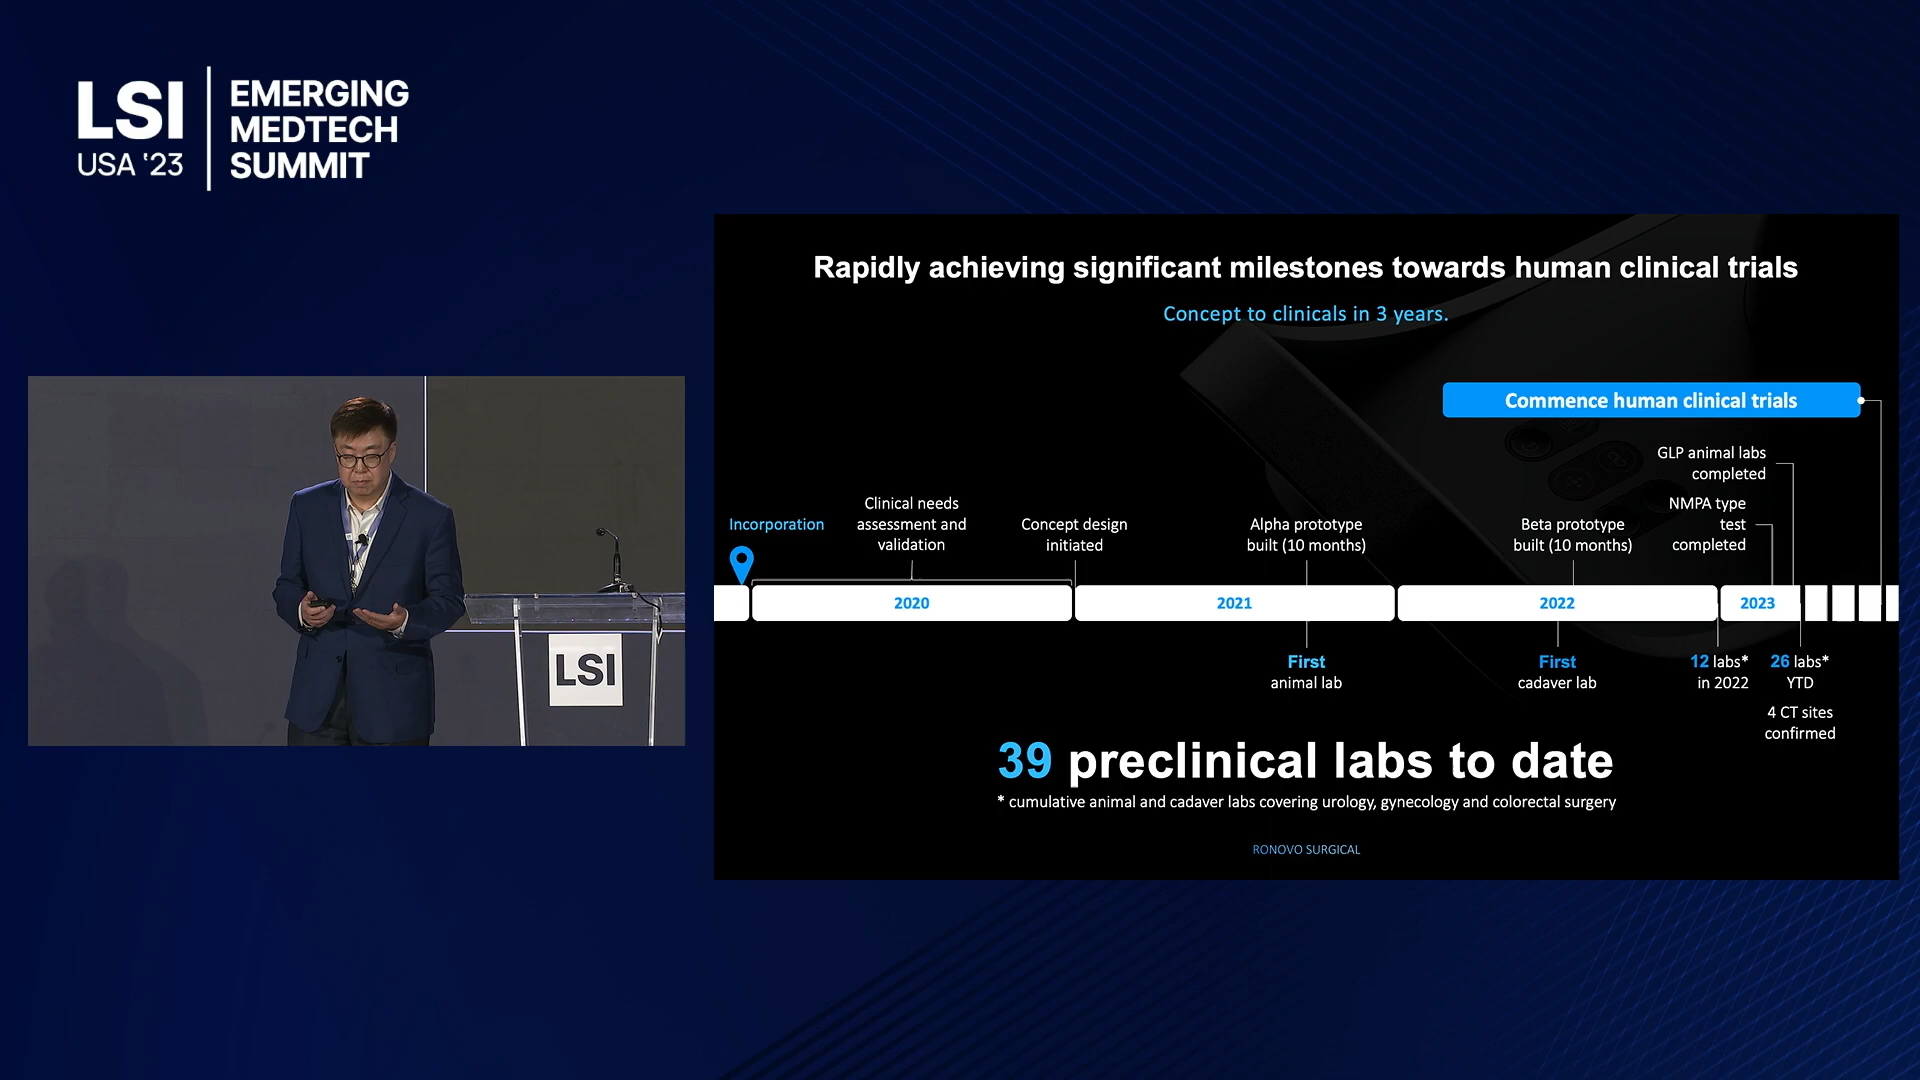 LSI
USA '23
EMERGING
MEDTECH
SUMMIT
Rapidly achieving significant milestones towards human clinical trials
Concept to clinicals in 3 years.
Commence human clinical trials
GLP animal labs
completed
NMPA type
test
completed
Incorporation
Clinical needs
assessment and
validation
Concept design
initiated
Alpha prototype
built (10 months)
Beta prototype
built (10 months)
2020
2021
2022
2023
First
animal lab
First
cadaver lab
12 labs*
in 2022
26 labs*
YTD
4 CT sites
confirmed
39 preclinical labs to date
* cumulative animal and cadaver labs covering urology, gynecology and colorectal surgery
RONOVO SURGICAL
LSI